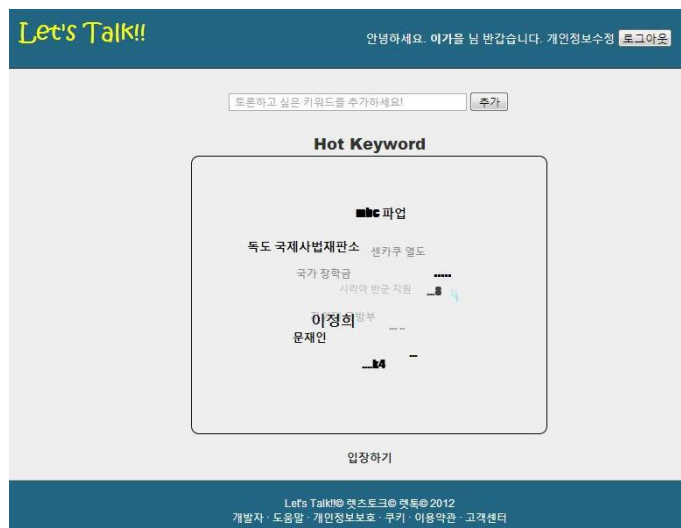 Let's Talk!!
안녕하세요. 이가을 님 반갑습니다. 개인정보수정 로그아웃
토론하고 싶은 키워드를 추가하세요! 추가
Hot Keyword
mbc 파업
독도 국제사법재판소 센카쿠 열도
국가 장학금 .....
시리아 반군 지원 ...8
이정희 방부 ... ..
문재인
...
....k4
입장하기
Let's Talk!!© 렛츠토크© 렛톡© 2012
개발자 · 도움말 · 개인정보보호 · 쿠키 · 이용약관 · 고객센터